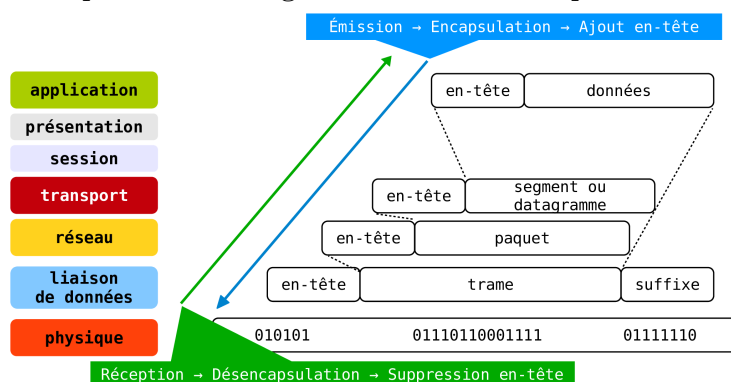 Émission → Encapsulation → Ajout en-tête
application
en-tête
données
présentation
session
transport
en-tête
segment ou
datagramme
réseau
en-tête
paquet
liaison
de données
en-tête
trame
suffixe
physique
010101
01110110001111
01111110
Réception → Désencapsulation → Suppression en-tête